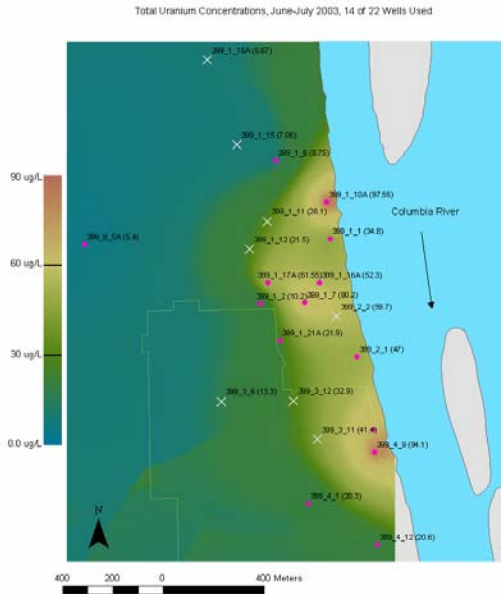 Total Uranium Concentrations, June-July 2003, 14 of 22 Wells Used
399_1_18A (5.67)
399_1_15 (7.06)
399_1_8 (8.75)
90 ug/L
399_1_10A (97.55)
399_1_11 (28.1)
Columbia River
399_1_1 (34.8)
399_8_5A (5.4)
399_1_12 (21.5)
60 ug/L
399_1_17A (61.55)
399_1_16A (52.3)
399_1_2 (10.2)
399_1_7 (80.2)
399_2_2 (59.7)
399_1_21A (21.9)
30 ug/L
399_2_1 (47)
399_3_6 (13.3)
399_3_12 (32.9)
399_3_11 (41.4)
0.0 ug/L
399_4_9 (94.1)
399_4_1 (20.3)
N
399_4_12 (20.6)
400 200 0 400 Meters